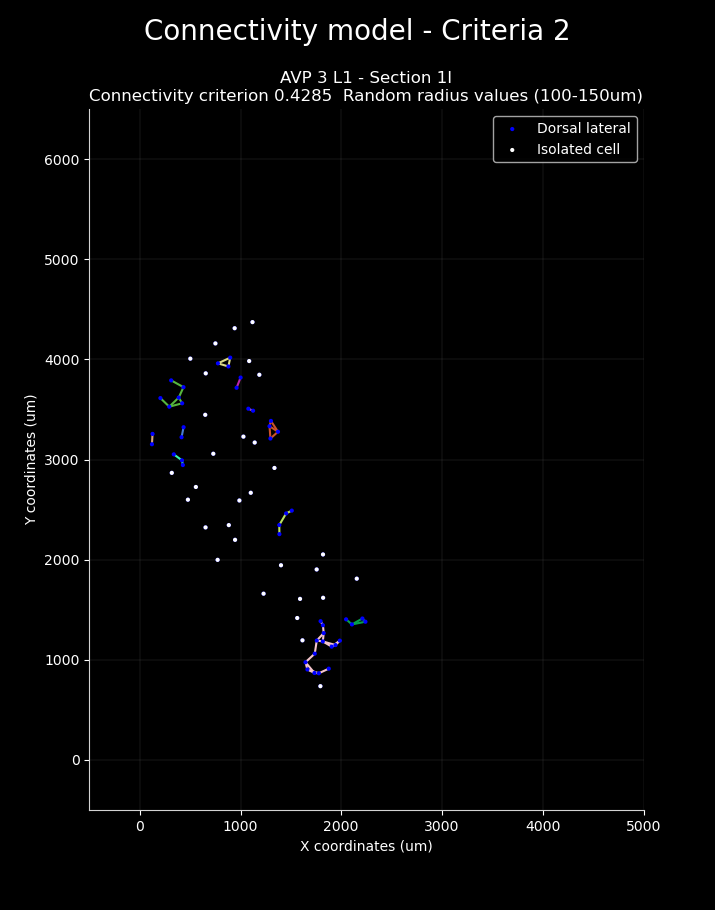 Connectivity model - Criteria 2
AVP 3 L1 - Section 1I
Connectivity criterion 0.4285  Random radius values (100-150um)
Dorsal lateral
Isolated cell
6000
5000
4000
3000
2000
1000
0
Y coordinates (um)
0 1000 2000 3000 4000 5000
X coordinates (um)